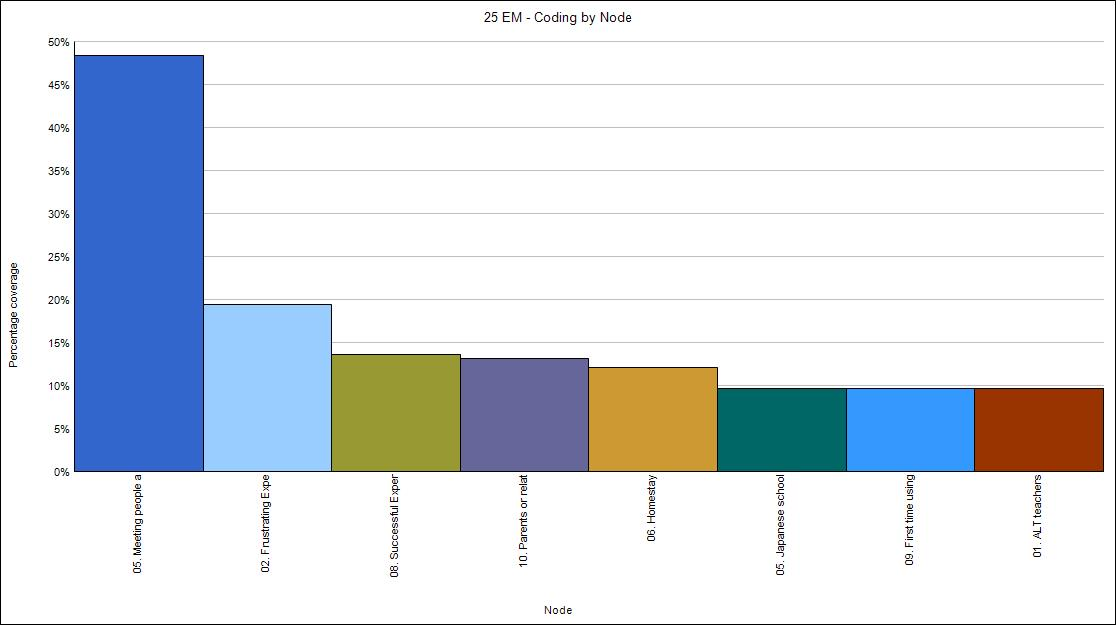 25 EM - Coding by Node
50%
45%
40%
35%
30%
25%
20%
15%
10%
5%
0%
Percentage coverage
05. Meeting people a
02. Frustrating Expe
08. Successful Exper
10. Parents or relat
06. Homestay
05. Japanese school
09. First time using
01. ALT teachers
Node